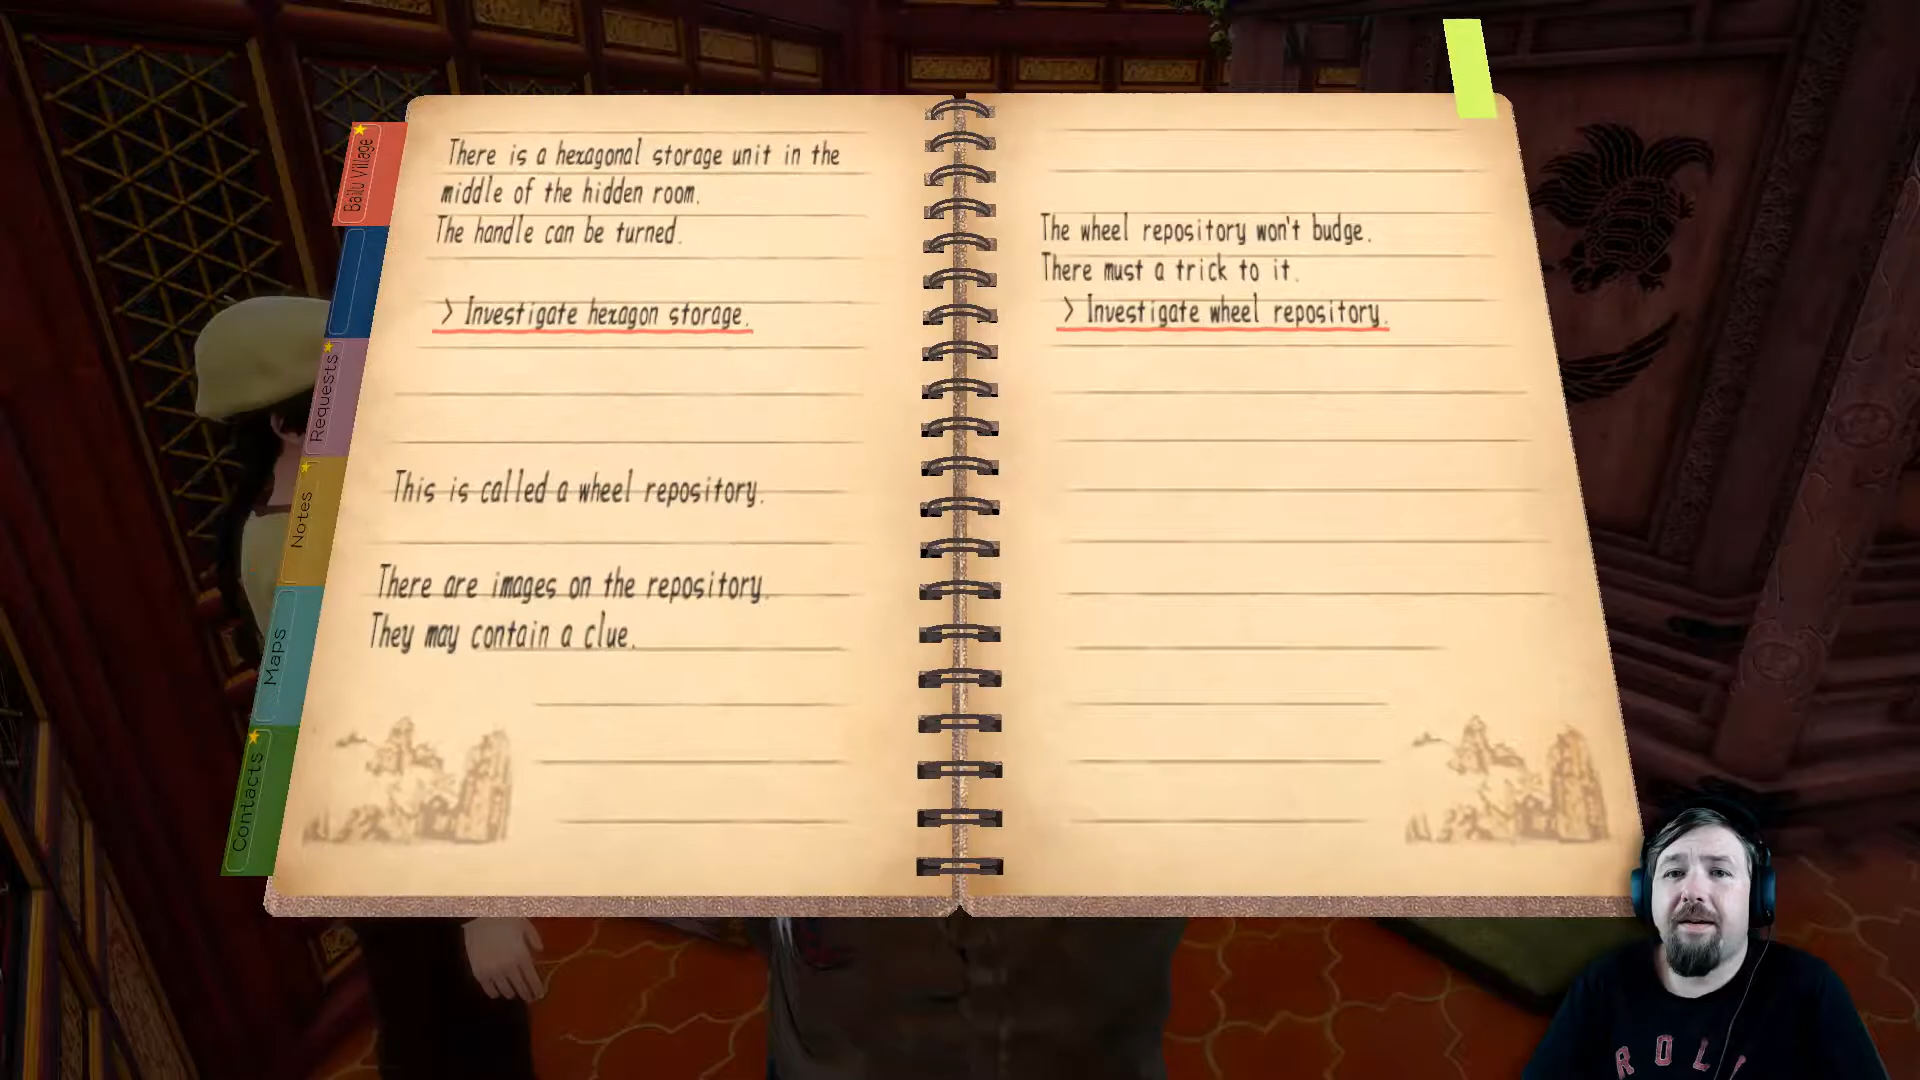 Bailu Village
Requests
Notes
Maps
Contacts
There is a hexagonal storage unit in the
middle of the hidden room.
The handle can be turned.
> Investigate hexagon storage.
This is called a wheel repository.
There are images on the repository.
They may contain a clue.
The wheel repository won't budge.
There must a trick to it.
> Investigate wheel repository.
ROLL